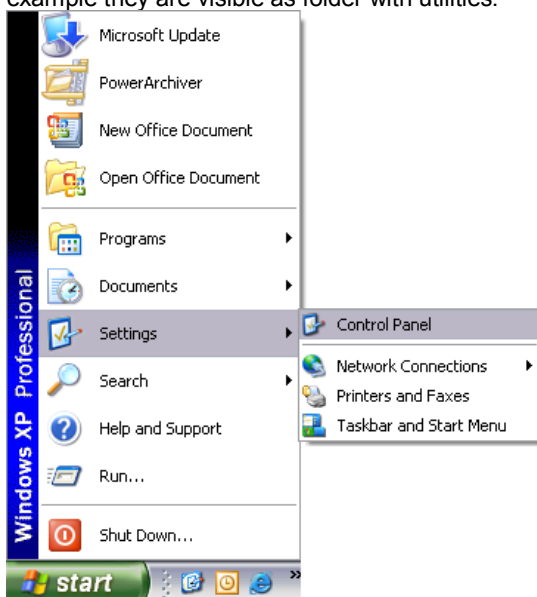 example they are visible as folder with utilities.
Microsoft Update
PowerArchiver
New Office Document
Open Office Document
Programs
Documents
Settings
Search
Help and Support
Run...
Shut Down...
Control Panel
Network Connections
Printers and Faxes
Taskbar and Start Menu
Windows XP Professional
start